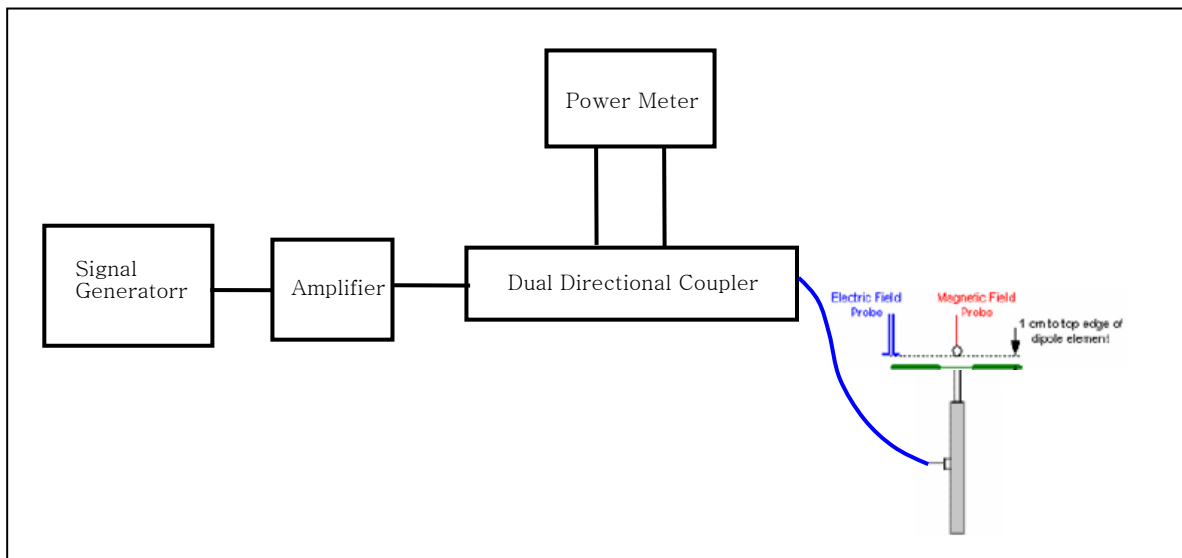 Power Meter
Signal
Generatorr
Amplifier
Dual Directional Coupler
Electric Field
Probe
Magnetic Field
Probe
1 cm to top edge of
dipole element